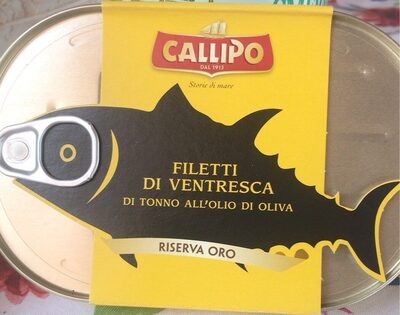 CALLIPO
DAL 1913
Storie di mare
FILETTI
DI VENTRESCA
DI TONNO ALL'OLIO DI OLIVA
RISERVA ORO